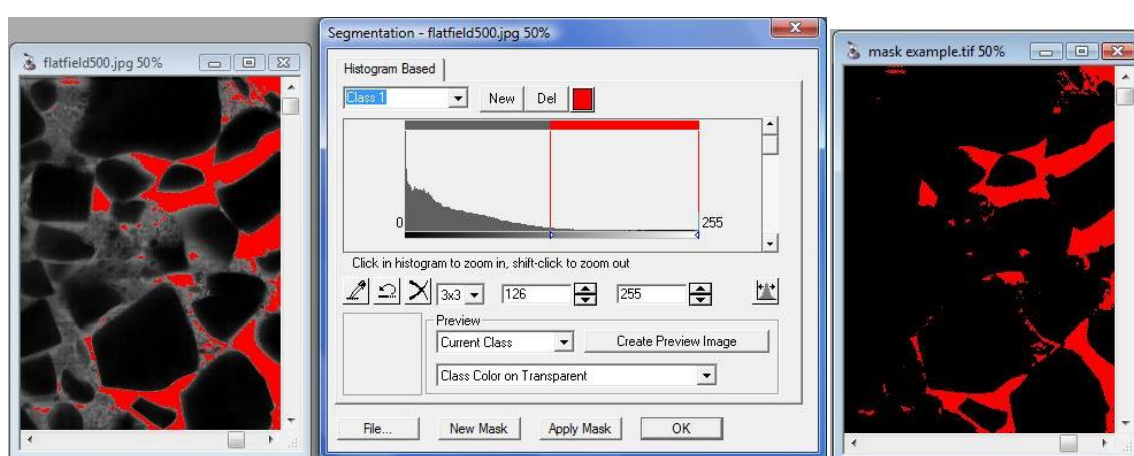 flatfield500.jpg 50%
Segmentation - flatfield500.jpg 50%
Histogram Based
Class 1
New
Del
0
255
Click in histogram to zoom in, shift-click to zoom out
3x3
126
255
Preview
Current Class
Create Preview Image
Class Color on Transparent
File...
New Mask
Apply Mask
OK
mask example.tif 50%